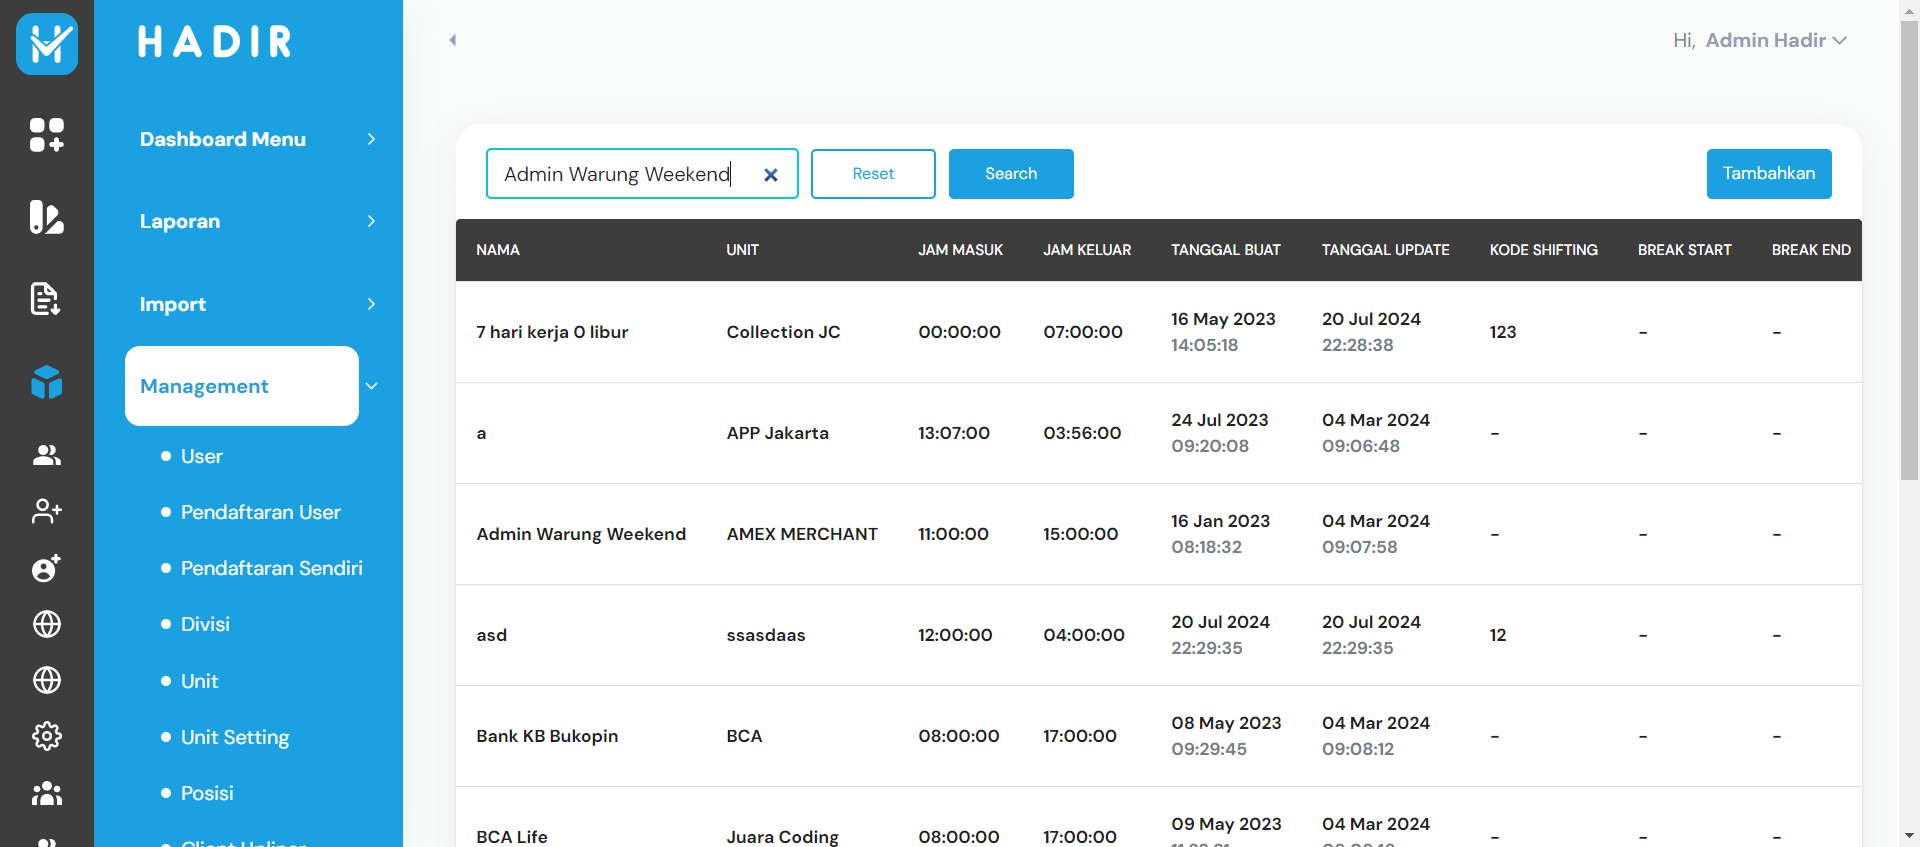 HADIR
Hi, Admin Hadir
Dashboard Menu
Laporan
Import
Management
User
Pendaftaran User
Pendaftaran Sendiri
Divisi
Unit
Unit Setting
Posisi
Admin Warung Weekend
Reset
Search
Tambahkan
NAMA UNIT JAM MASUK JAM KELUAR TANGGAL BUAT TANGGAL UPDATE KODE SHIFTING BREAK START BREAK END
7 hari kerja 0 libur Collection JC 00:00:00 07:00:00 16 May 2023 20 Jul 2024 123 - -
14:05:18 22:28:38
a APP Jakarta 13:07:00 03:56:00 24 Jul 2023 04 Mar 2024 - - -
09:20:08 09:06:48
Admin Warung Weekend AMEX MERCHANT 11:00:00 15:00:00 16 Jan 2023 04 Mar 2024 - - -
08:18:32 09:07:58
asd ssasdaas 12:00:00 04:00:00 20 Jul 2024 20 Jul 2024 12 - -
22:29:35 22:29:35
Bank KB Bukopin BCA 08:00:00 17:00:00 08 May 2023 04 Mar 2024 - - -
09:29:45 09:08:12
BCA Life Juara Coding 08:00:00 17:00:00 09 May 2023 04 Mar 2024 - - -